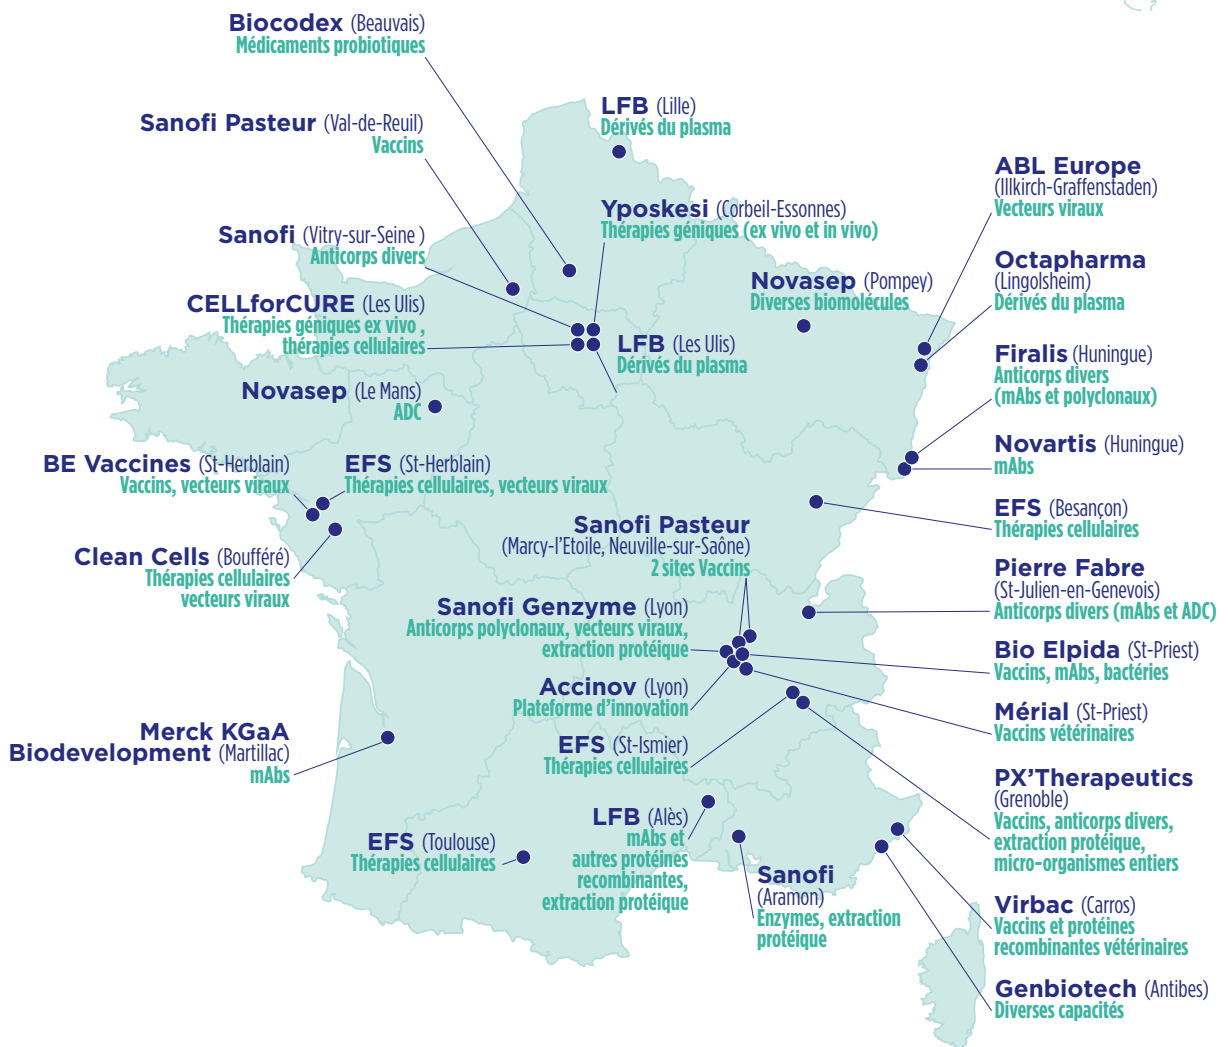 Biocodex (Beauvais)
Médicaments probiotiques
LFB (Lille)
Dérivés du plasma
Sanofi Pasteur (Val-de-Reuil)
Vaccins
ABL Europe
(Illkirch-Graffenstaden)
Vecteurs viraux
Yposkesi (Corbeil-Essonnes)
Thérapies géniques (ex vivo et in vivo)
Sanofi (Vitry-sur-Seine )
Anticorps divers
Octapharma
(Lingolsheim)
Dérivés du plasma
Novasep (Pompey)
Diverses biomolécules
CELLforCURE (Les Ulis)
Thérapies géniques ex vivo ,
thérapies cellulaires
LFB (Les Ulis)
Dérivés du plasma
Firalis (Huningue)
Anticorps divers
(mAbs et polyclonaux)
Novasep (Le Mans)
ADC
Novartis (Huningue)
mAbs
BE Vaccines (St-Herblain)
Vaccins, vecteurs viraux
EFS (St-Herblain)
Thérapies cellulaires, vecteurs viraux
EFS (Besançon)
Thérapies cellulaires
Sanofi Pasteur
(Marcy-l'Etoile, Neuville-sur-Saône)
2 sites Vaccins
Clean Cells (Boufféré)
Thérapies cellulaires
vecteurs viraux
Pierre Fabre
(St-Julien-en-Genevois)
Anticorps divers (mAbs et ADC)
Sanofi Genzyme (Lyon)
Anticorps polyclonaux, vecteurs viraux,
extraction protéique
Bio Elpida (St-Priest)
Vaccins, mAbs, bactéries
Accinov (Lyon)
Plateforme d'innovation
Mérial (St-Priest)
Vaccins vétérinaires
Merck KGaA
Biodevelopment (Martillac)
mAbs
EFS (St-Ismier)
Thérapies cellulaires
PX'Therapeutics
(Grenoble)
Vaccins, anticorps divers,
extraction protéique,
micro-organismes entiers
LFB (Alès)
mAbs et
autres protéines
recombinantes,
extraction protéique
EFS (Toulouse)
Thérapies cellulaires
Sanofi
(Aramon)
Enzymes, extraction
protéique
Virbac (Carros)
Vaccins et protéines
recombinantes vétérinaires
Genbiotech (Antibes)
Diverses capacités